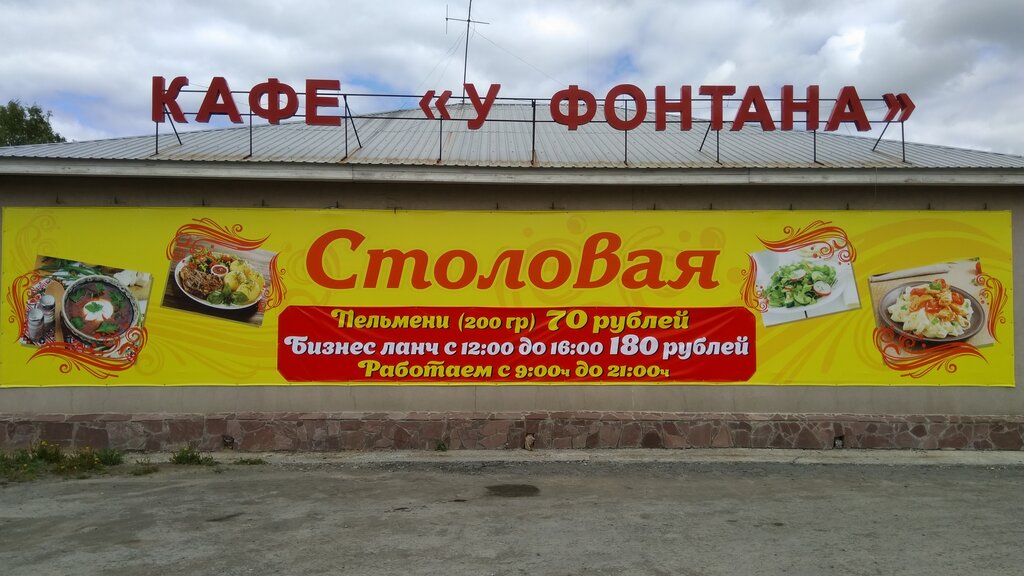 КАФЕ «У ФОНТАНА»
Столовая
Пельмени (200 гр) 70 рублей
Бизнес ланч с 12:00 до 16:00 180 рублей
Работаем с 9:00ч до 21:00ч